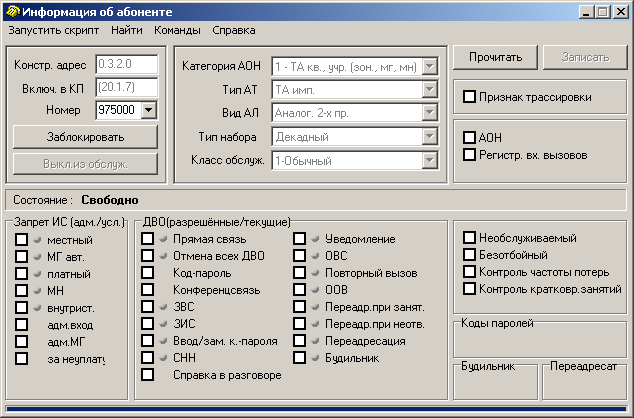 Информация об абоненте
Запустить скрипт Найти Команды Справка
Констр. адрес 0.3.2.0
Включ. в КП (20.1.7)
Номер 975000
Заблокировать
Выкл.из обслуж.
Категория АОН 1 - ТА кв., учр. (зон., мг, мн)
Тип АТ ТА имп.
Вид АЛ Аналог. 2-х пр.
Тип набора Декадный
Класс обслуж. 1-Обычный
Прочитать Записать
Признак трассировки
АОН
Регистр. вх. вызовов
Состояние : Свободно
Запрет ИС (адм./усл.)
местный
МГ авт.
платный
МН
внутрист.
адм.вход
адм.МГ
за неуплату
ДВО(разрешённые/текущие)
Прямая связь
Отмена всех ДВО
Код-пароль
Конференцсвязь
ЗВС
ЗИС
Ввод/зам. к.-пароля
СНН
Справка в разговоре
Уведомление
ОВС
Повторный вызов
ООВ
Переадр.при занят.
Переадр.при неотв.
Переадресация
Будильник
Необслуживаемый
Безотбойный
Контроль частоты потерь
Контроль кратковр.занятий
Коды паролей
Будильник Переадресат